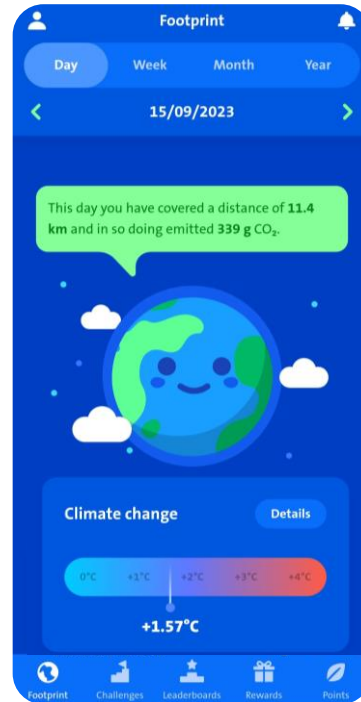 Footprint
Day Week Month Year
15/09/2023
This day you have covered a distance of 11.4
km and in so doing emitted 339 g CO₂.
Climate change Details
0°C +1°C +2°C +3°C +4°C
+1.57°C
Footprint Challenges Leaderboards Rewards Points